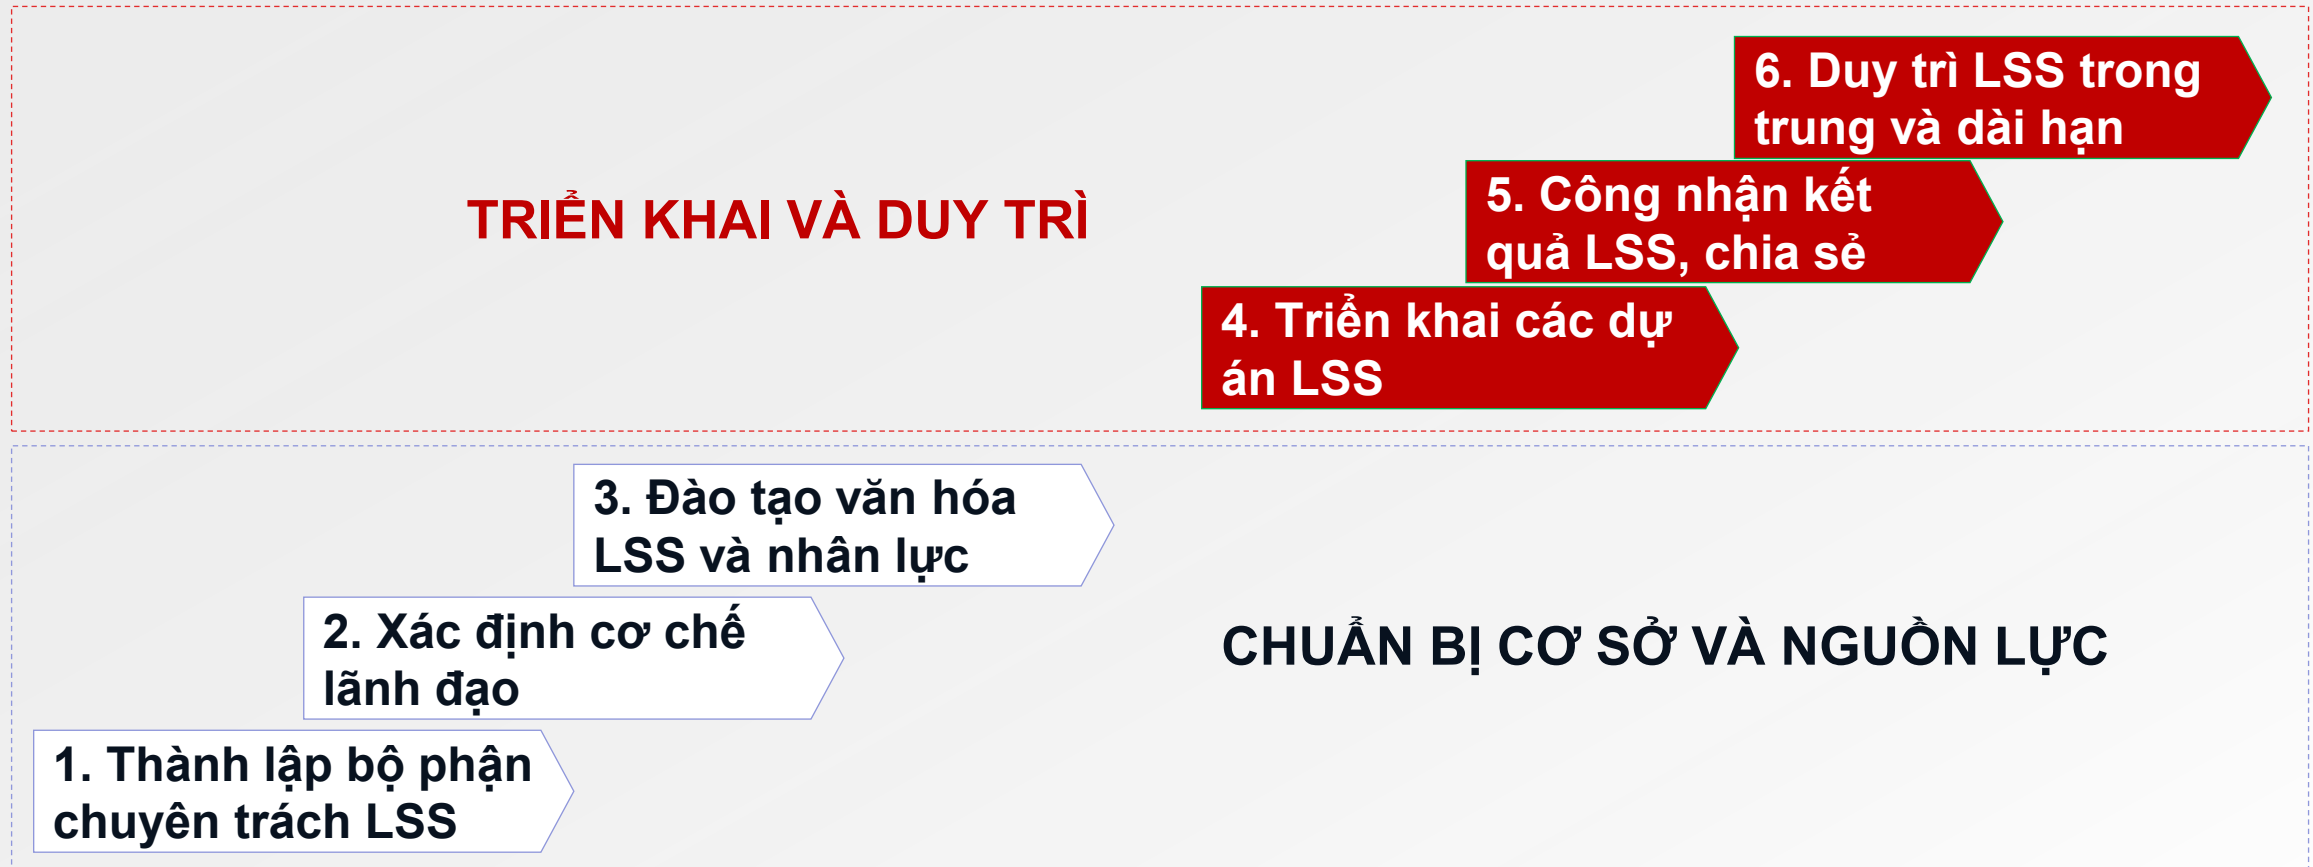 6. Duy trì LSS trong
trung và dài hạn
TRIỂN KHAI VÀ DUY TRÌ
5. Công nhận kết
quả LSS, chia sẻ
4. Triển khai các dự
án LSS
3. Đào tạo văn hóa
LSS và nhân lực
2. Xác định cơ chế
lãnh đạo
CHUẨN BỊ CƠ SỞ VÀ NGUỒN LỰC
1. Thành lập bộ phận
chuyên trách LSS